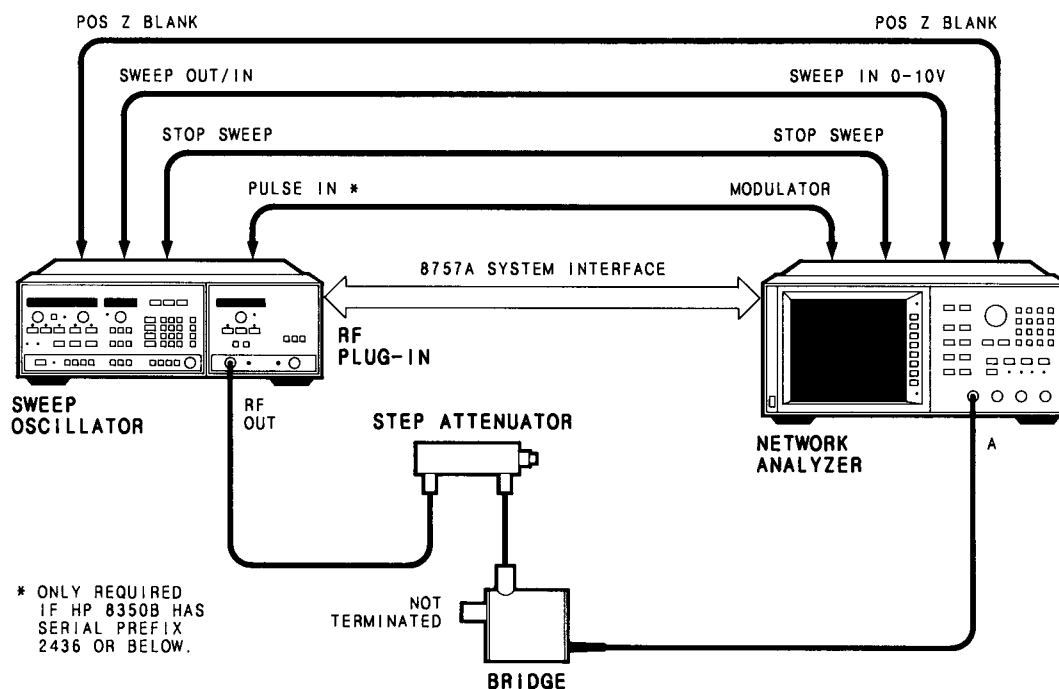 POS Z BLANK
POS Z BLANK
SWEEP OUT/IN
SWEEP IN 0-10V
STOP SWEEP
STOP SWEEP
PULSE IN *
MODULATOR
8757A SYSTEM INTERFACE
RF
PLUG-IN
SWEEP
OSCILLATOR
RF
OUT
STEP ATTENUATOR
NETWORK
ANALYZER
A
* ONLY REQUIRED
IF HP 8350B HAS
SERIAL PREFIX
2436 OR BELOW.
NOT
TERMINATED
BRIDGE